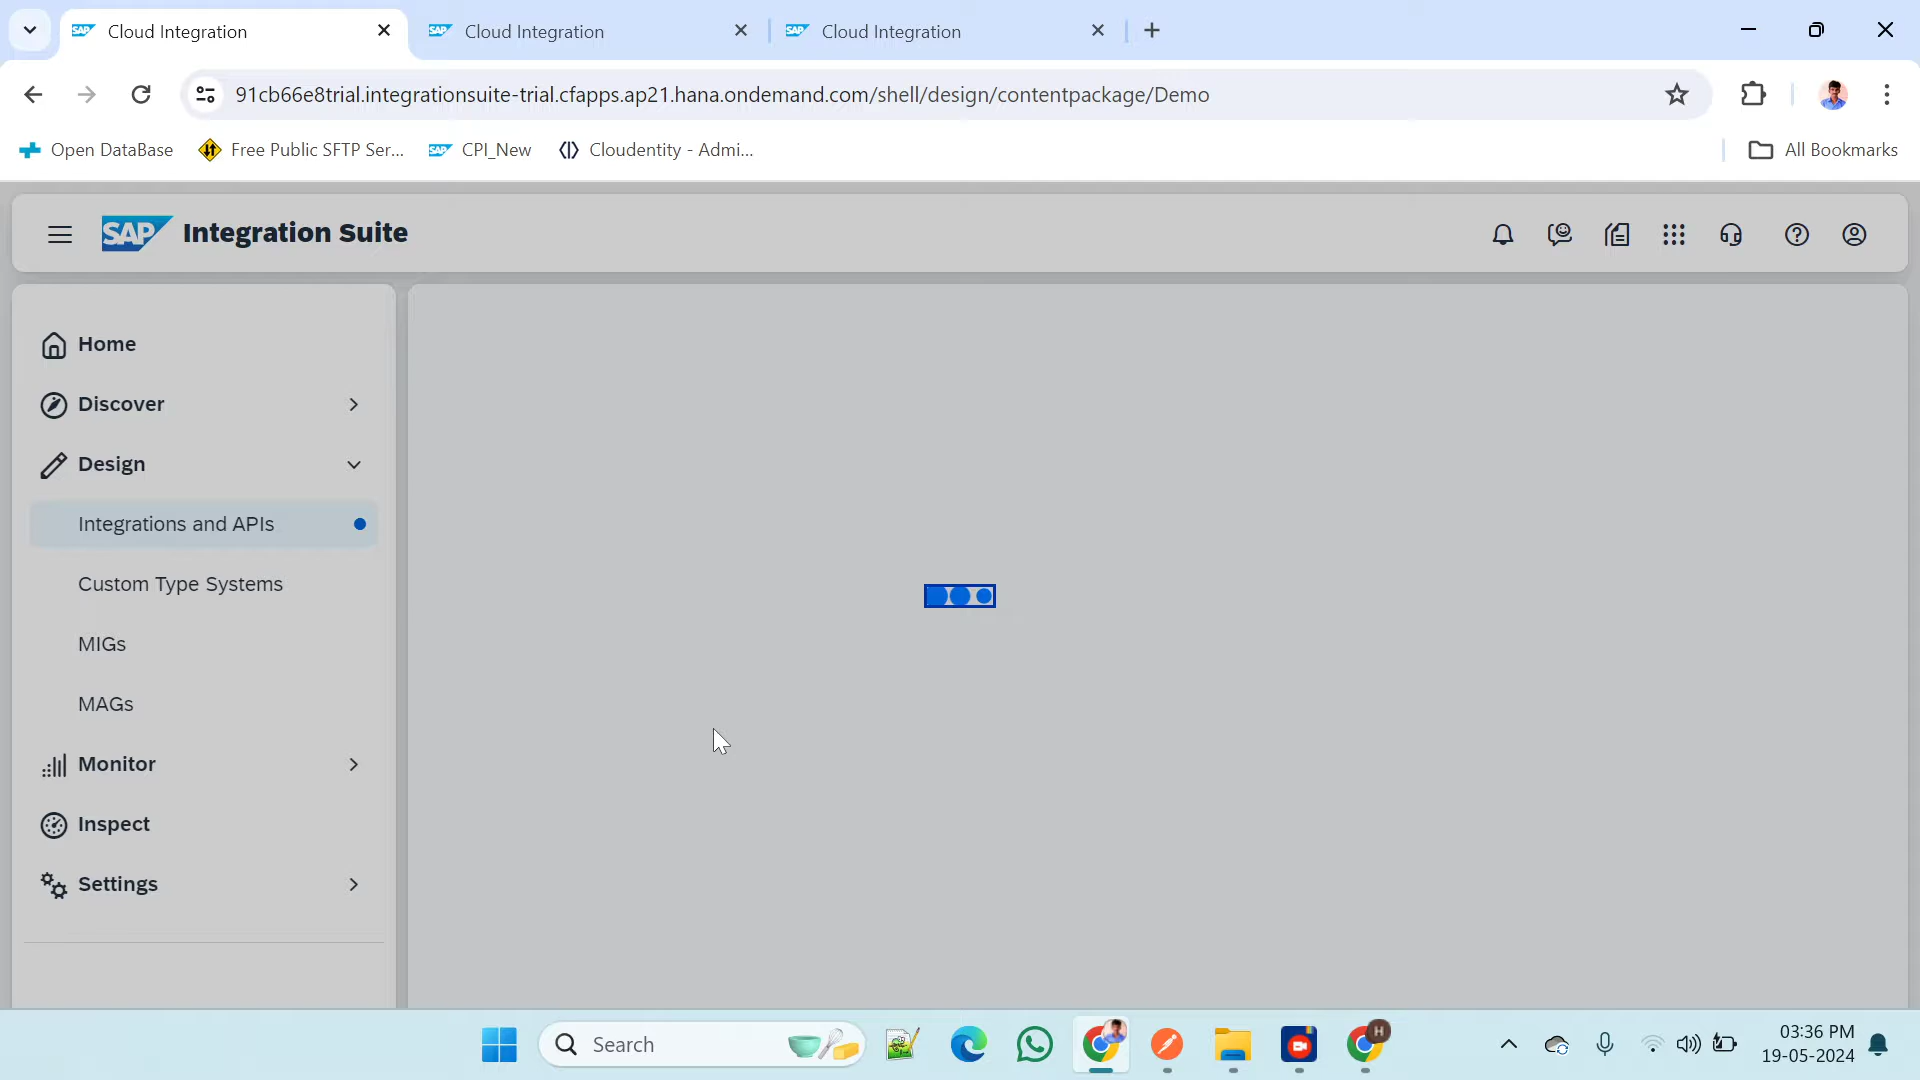 Cloud Integration
Cloud Integration
Cloud Integration
91cb66e8trial.integrationsuite-trial.cfapps.ap21.hana.ondemand.com/shell/design/contentpackage/Demo
Open DataBase
Free Public SFTP Ser...
SAP CPI_New
Cloudentity - Admi...
All Bookmarks
SAP Integration Suite
Home
Discover
Design
Integrations and APIs
Custom Type Systems
MIGs
MAGs
Monitor
Inspect
Settings
Search
H
03:36 PM
19-05-2024